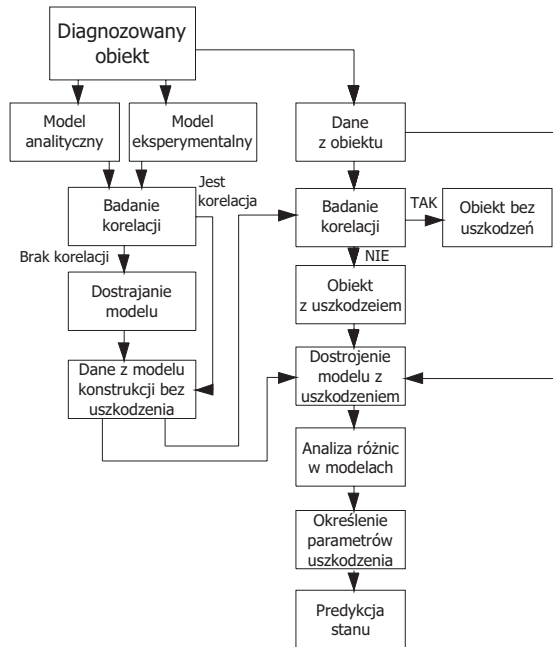 Diagnozowany
obiekt
Model
analityczny
Model
eksperymentalny
Dane
z obiektu
Jest
korelacja
Badanie
korelacji
Badanie
korelacji
TAK
Obiekt bez
uszkodzeń
Brak korelacji
NIE
Dostrajanie
modelu
Obiekt
z uszkodzeiem
Dane z modelu
konstrukcji bez
uszkodzenia
Dostrojenie
modelu z
uszkodzeniem
Analiza różnic
w modelach
Określenie
parametrów
uszkodzenia
Predykcja
stanu